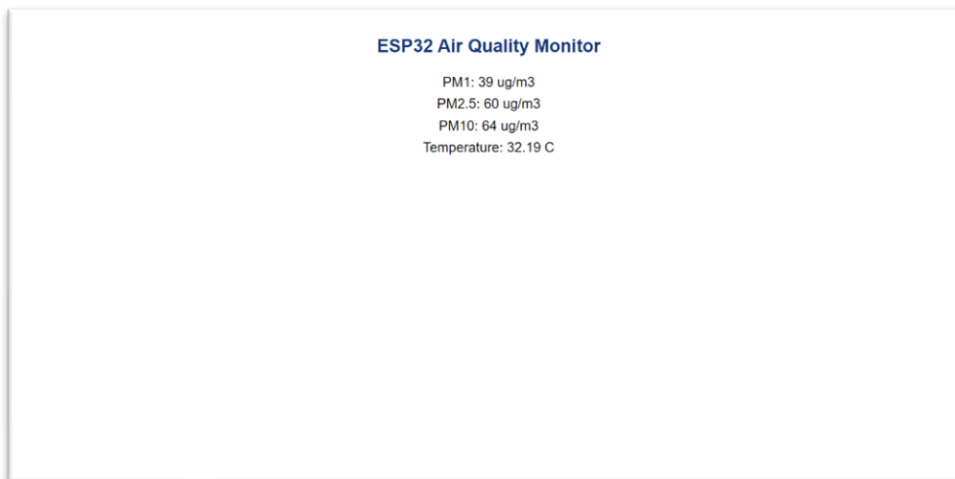 ESP32 Air Quality Monitor
PM1: 39 ug/m3
PM2.5: 60 ug/m3
PM10: 64 ug/m3
Temperature: 32.19 C